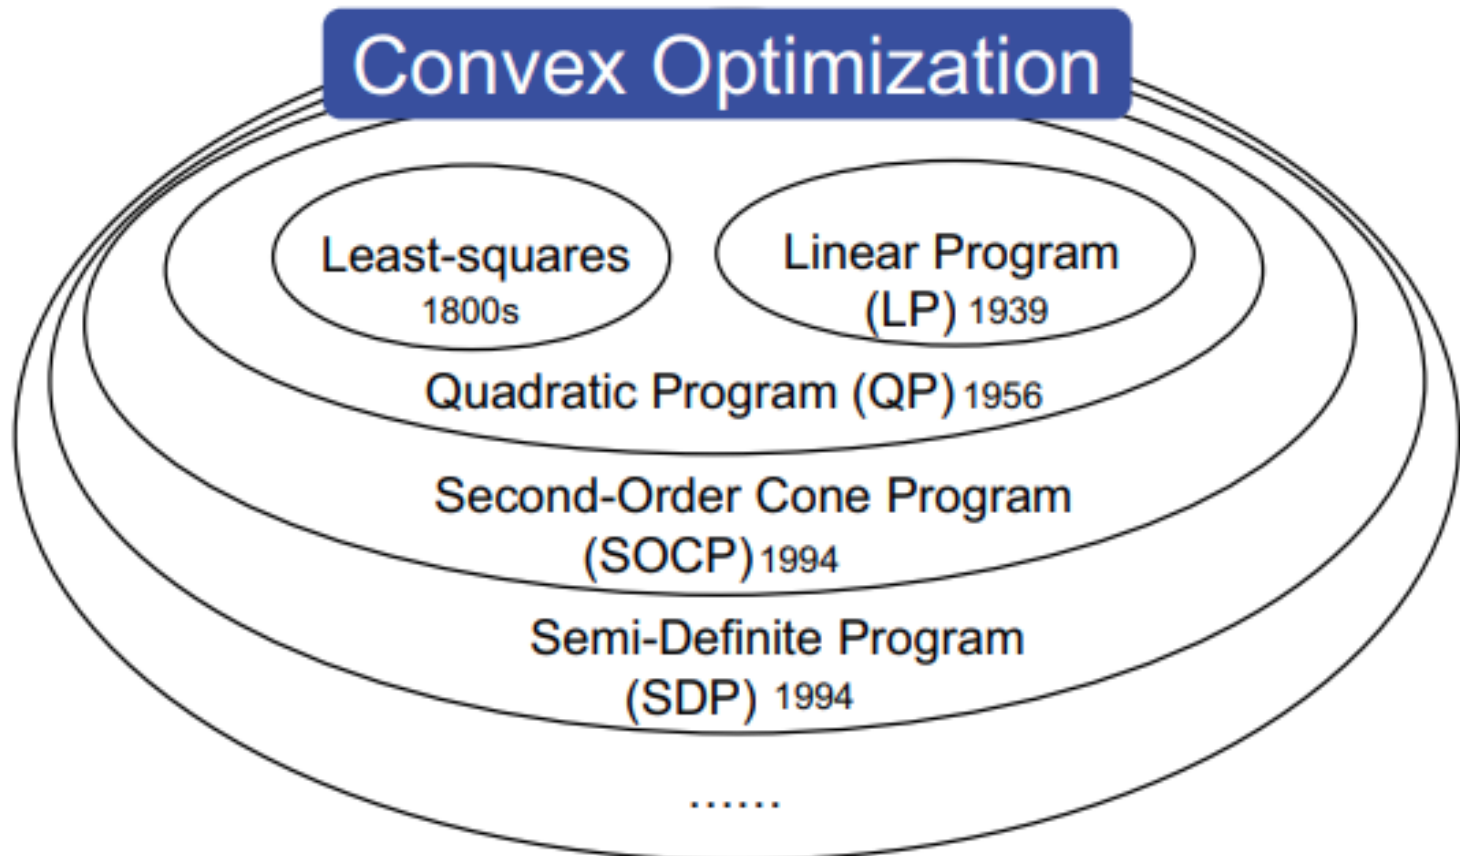 Convex Optimization
Least-squares
1800s
Linear Program
(LP) 1939
Quadratic Program (QP) 1956
Second-Order Cone Program
(SOCP) 1994
Semi-Definite Program
(SDP) 1994
......